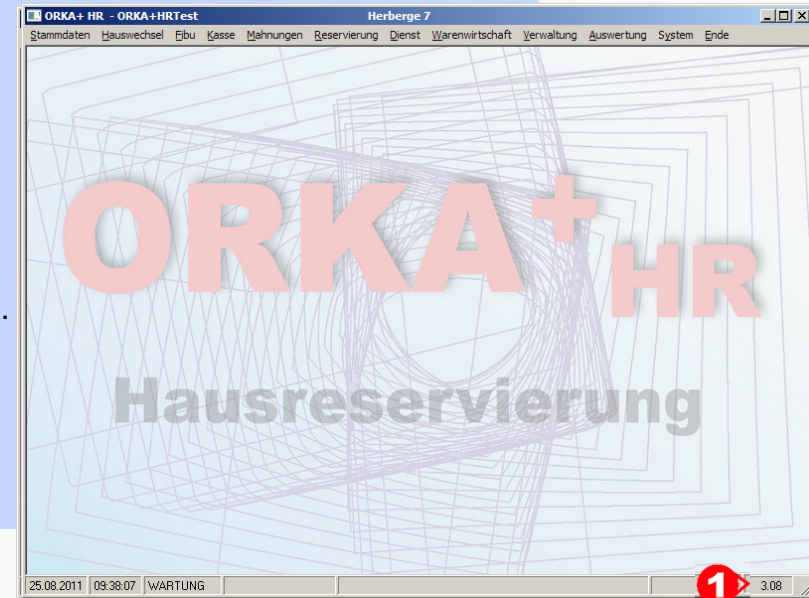 ORKA+ HR - ORKA+HRTest Herberge 7
Stammdaten Hauswechsel Fibu Kasse Mahnungen Reservierung Dienst Warenwirtschaft Verwaltung Auswertung System Ende
.
ORKA+HR
Hausreservierung
25.08.2011 09:38:07 WARTUNG 1 3.08